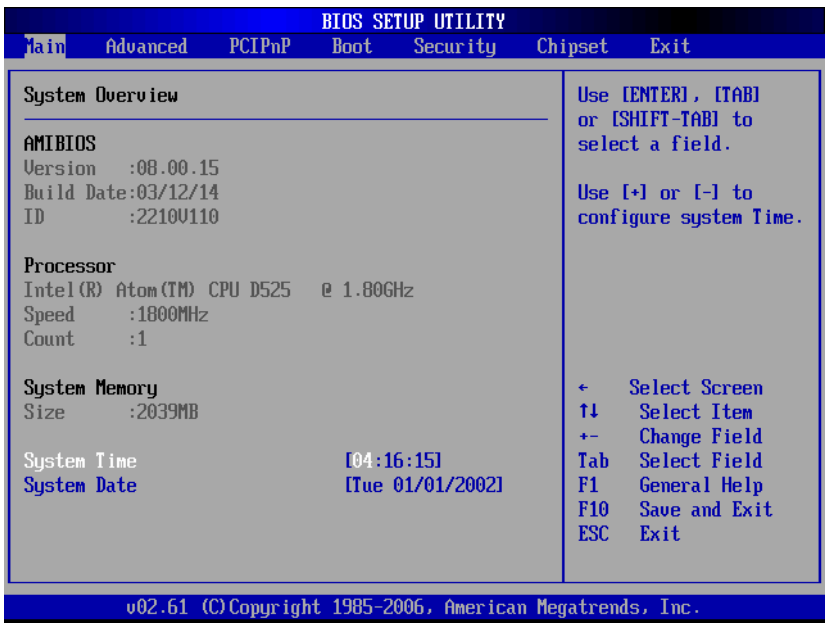 BIOS SETUP UTILITY
Main Advanced PCIPnP Boot Security Chipset Exit
System Overview
AMIBIOS
Version :08.00.15
Build Date:03/12/14
ID :2210V110
Processor
Intel(R) Atom(TM) CPU D525 @ 1.80GHz
Speed :1800MHz
Count :1
System Memory
Size :2039MB
System Time [04:16:15]
System Date [Tue 01/01/2002]
Use [ENTER], [TAB]
or [SHIFT-TAB] to
select a field.
Use [+] or [-] to
configure system Time.
← Select Screen
↑↓ Select Item
+- Change Field
Tab Select Field
F1 General Help
F10 Save and Exit
ESC Exit
v02.61 (C)Copyright 1985-2006, American Megatrends, Inc.